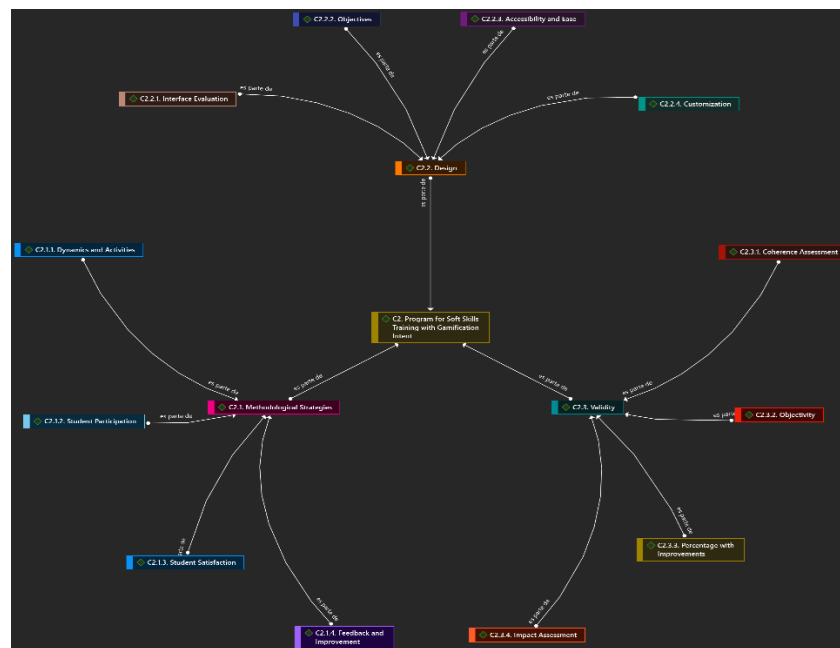 C2.2.2. Objectives
C2.2.3. Accessibility and Ease
es parte de
es parte de
C2.2.1. Interface Evaluation
es parte de
es parte de
C2.2.4. Customization
C2.2. Design
es parte de
C2.1.1. Dynamics and Activities
C2.3.1. Coherence Assessment
C2. Program for Soft Skills
Training with Gamification
Intent
es parte de
es parte de
es parte de
es parte de
C2.1. Methodological Strategies
C2.3. Validity
C2.1.2. Student Participation
es parte de
es parte
C2.3.2. Objectivity
es parte de
C2.3.3. Percentage with
Improvements
arte de
C2.1.3. Student Satisfaction
es parte de
es parte de
C2.1.4. Feedback and
Improvement
C2.3.4. Impact Assessment